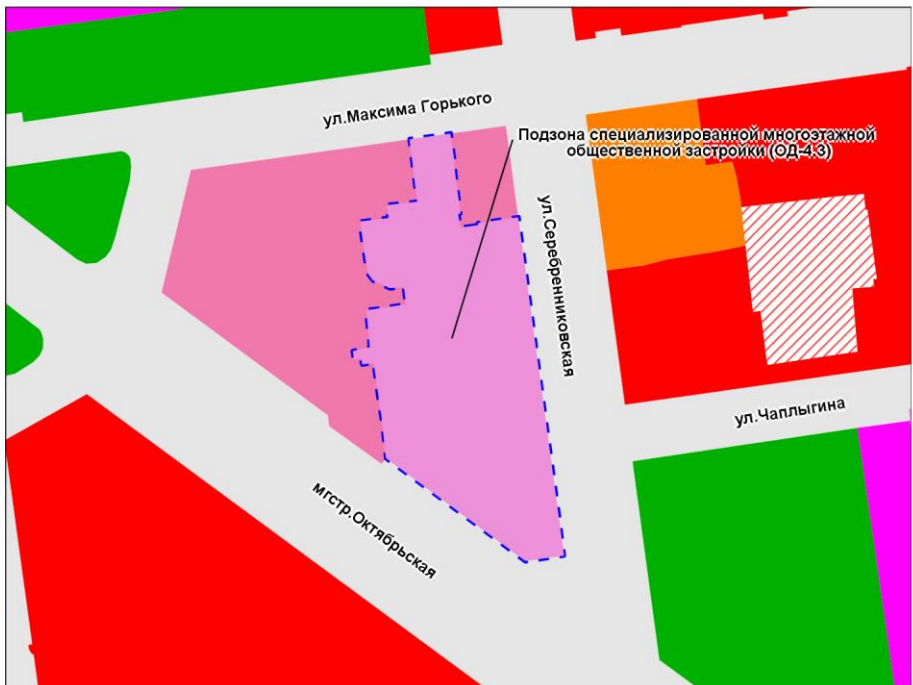 ул.Максима Горького
Подзона специализированной многоэтажной
общественной застройки (ОД-4.3)
ул.Серебренниковская
ул.Чаплыгина
мгстр.Октябрьская